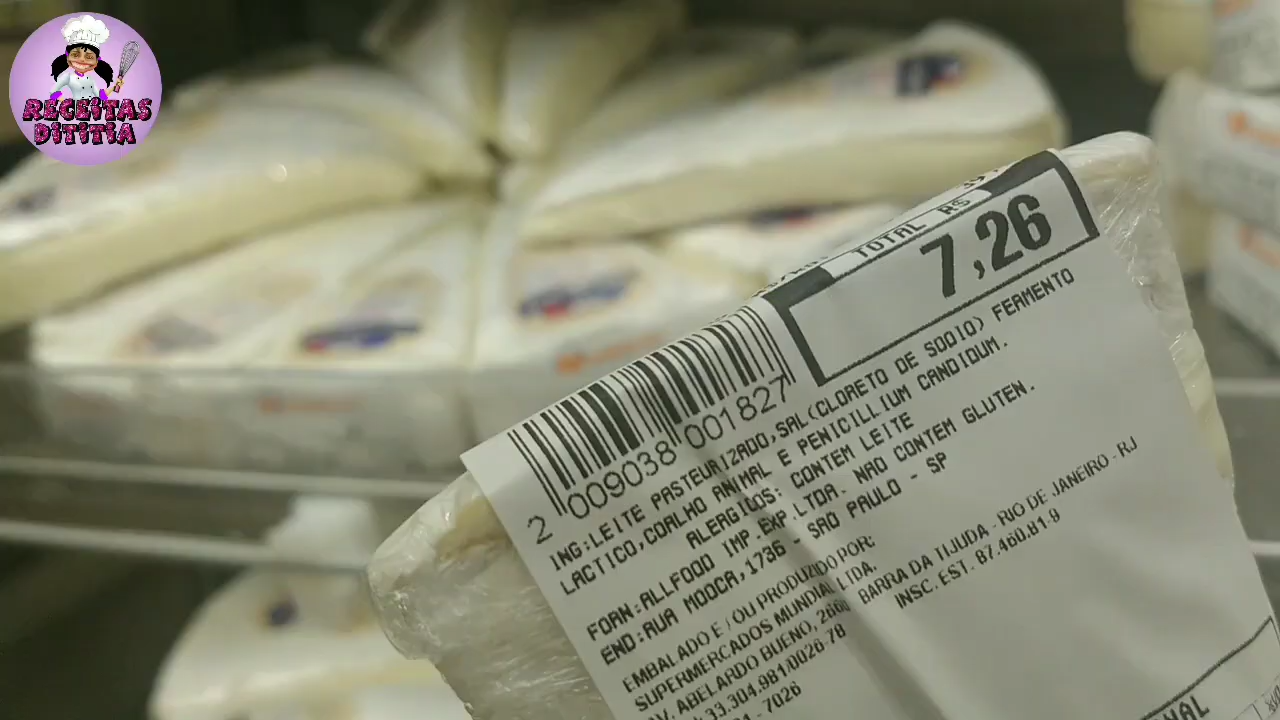 RECEITAS
DITITIA
TOTAL R$
7,26
2 009038 001827
ING:LEITE PASTEURIZADO,SAL(CLORETO DE SODIO) FERMENTO
LACTICO,COALHO ANIMAL E PENICILLIUM CANDIDUM.
ALERGICOS: CONTEM LEITE
NAO CONTEM GLUTEN.
FORN:ALLFOOD IMP.EXP LTDA.
END:RUA MOOCA,1736 - SAO PAULO - SP
EMBALADO E / OU PRODUZIDO POR:
SUPERMERCADOS MUNDIAL LTDA.
AV. ABELARDO BUENO, BARRA DA TIJUDA - RIO DE JANEIRO - RJ
33.304.981/0026-78 INSC. EST. 87.460.81-9
- 7026